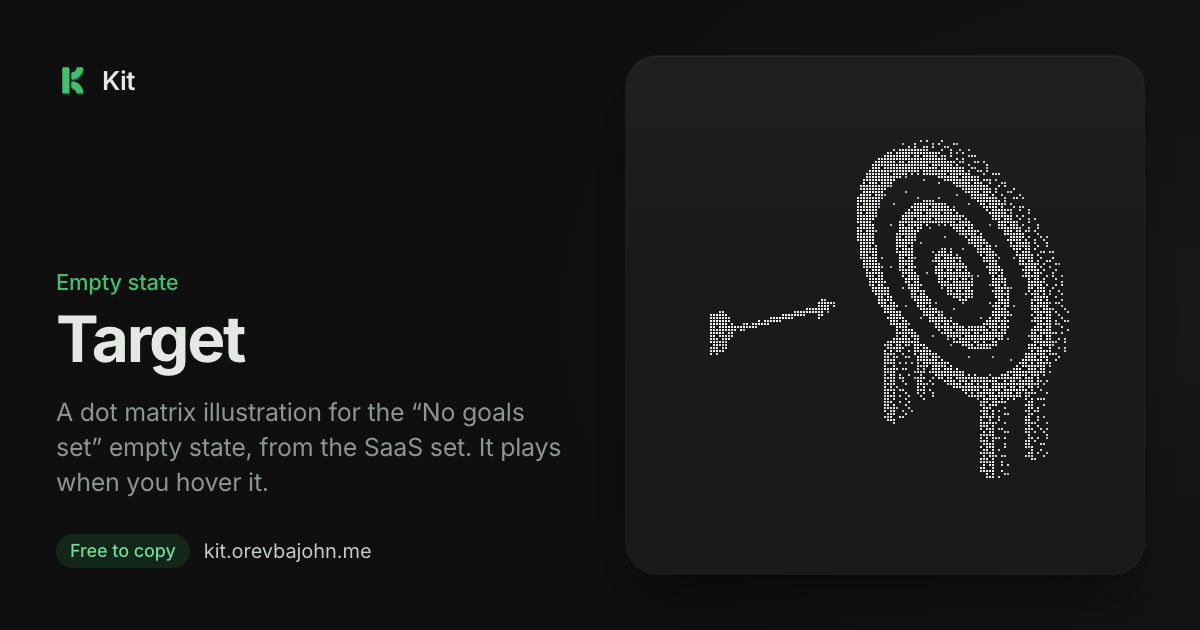 Kit
Empty state
Target
A dot matrix illustration for the “No goals
set” empty state, from the SaaS set. It plays
when you hover it.
Free to copy
kit.orevbajohn.me